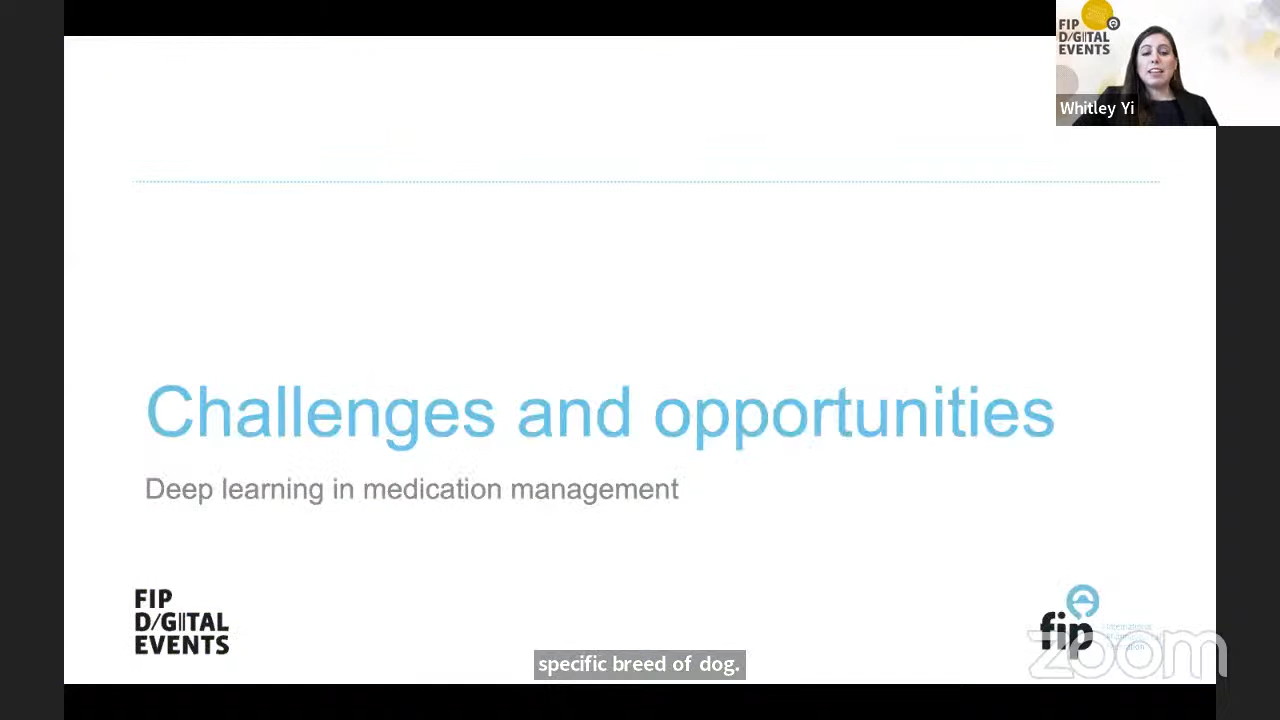 FIP
D/GITAL
EVENTS
Whitley Yi
Challenges and opportunities
Deep learning in medication management
FIP
D/GITAL
EVENTS
fip
zoom
specific breed of dog.